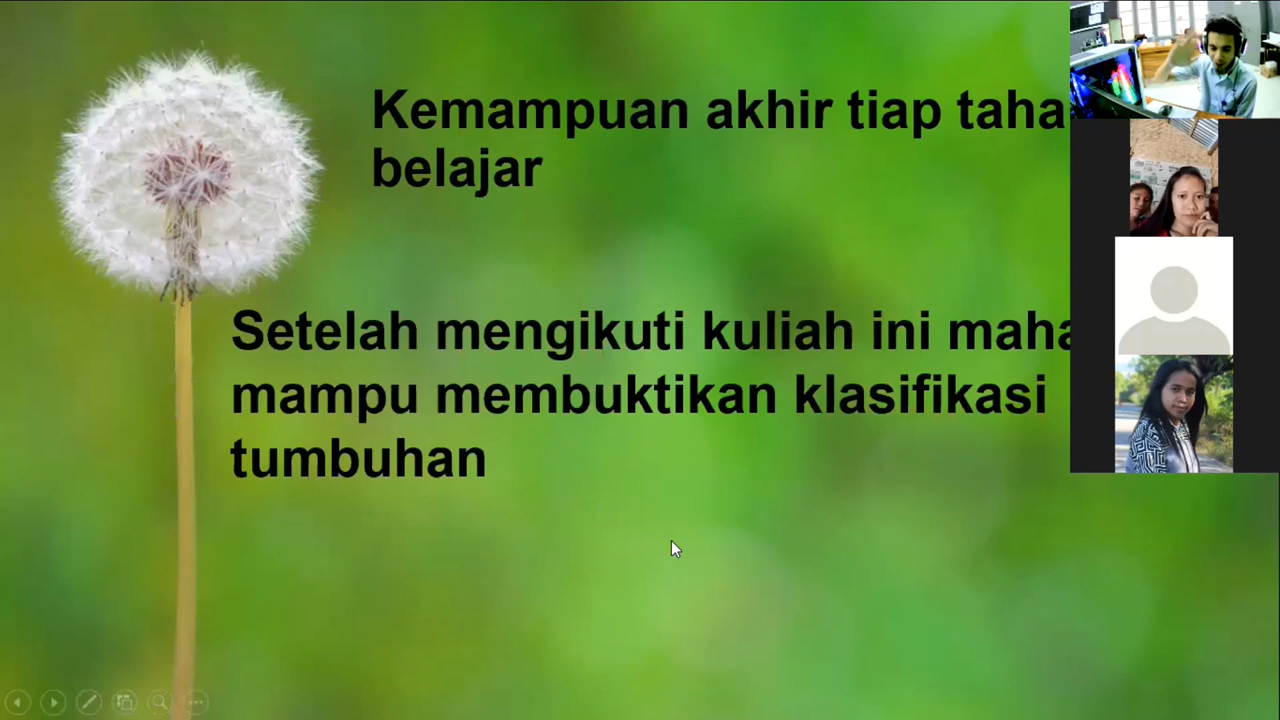 Kemampuan akhir tiap taha
belajar
Setelah mengikuti kuliah ini maha
mampu membuktikan klasifikasi
tumbuhan